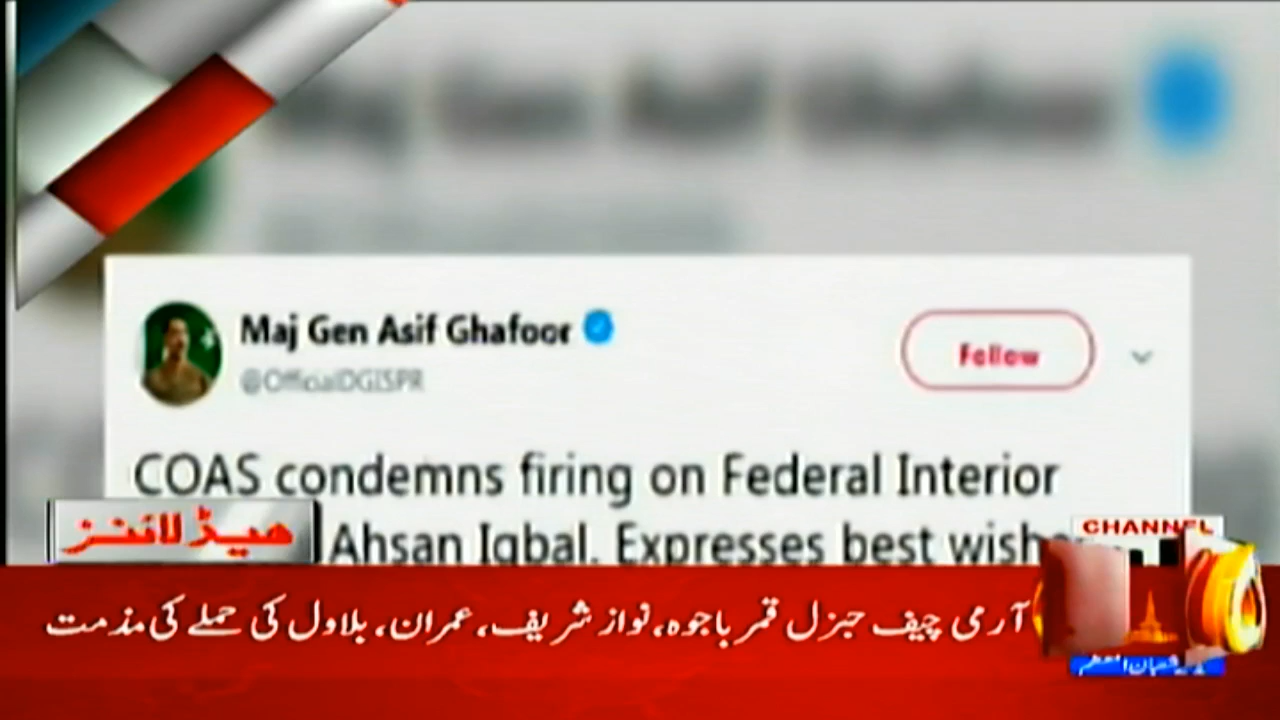 Maj Gen Asif Ghafoor
@OfficialDGISPR
Follow
COAS condemns firing on Federal Interior
Ahsan Iqbal. Expresses best
ہیڈ لائنز
CHANNEL
آرمی چیف جنرل قمر باجوہ، نواز شریف، عمران، بلاول کی حملے کی مذمت